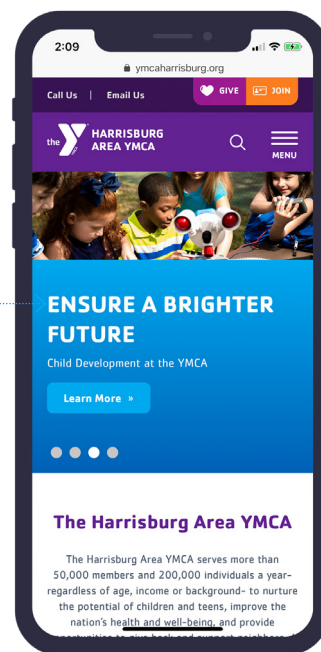 2:09
ymcaharrisburg.org
Call Us | Email Us
GIVE
JOIN
the Y HARRISBURG
AREA YMCA
MENU
ENSURE A BRIGHTER
FUTURE
Child Development at the YMCA
Learn More »
The Harrisburg Area YMCA
The Harrisburg Area YMCA serves more than
50,000 members and 200,000 individuals a year-
regardless of age, income or background- to nurture
the potential of children and teens, improve the
nation's health and well-being, and provide